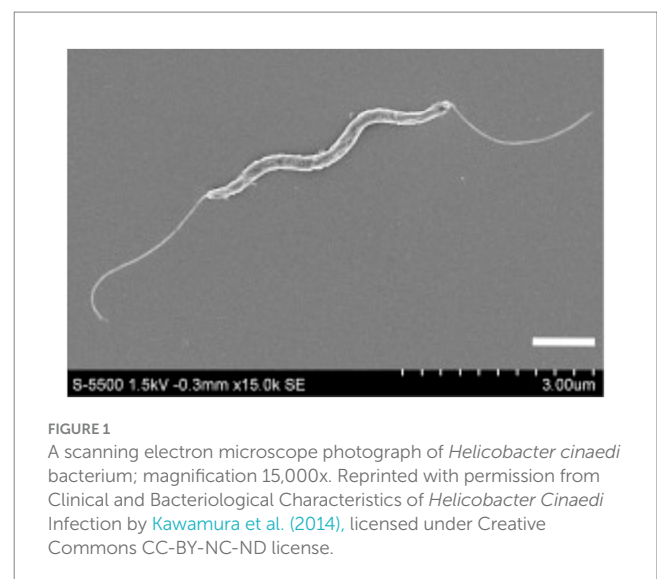 S-5500 1.5kV -0.3mm x15.0k SE
3.00um
FIGURE 1
A scanning electron microscope photograph of Helicobacter cinaedi
bacterium; magnification 15,000x. Reprinted with permission from
Clinical and Bacteriological Characteristics of Helicobacter Cinaedi
Infection by Kawamura et al. (2014), licensed under Creative
Commons CC-BY-NC-ND license.